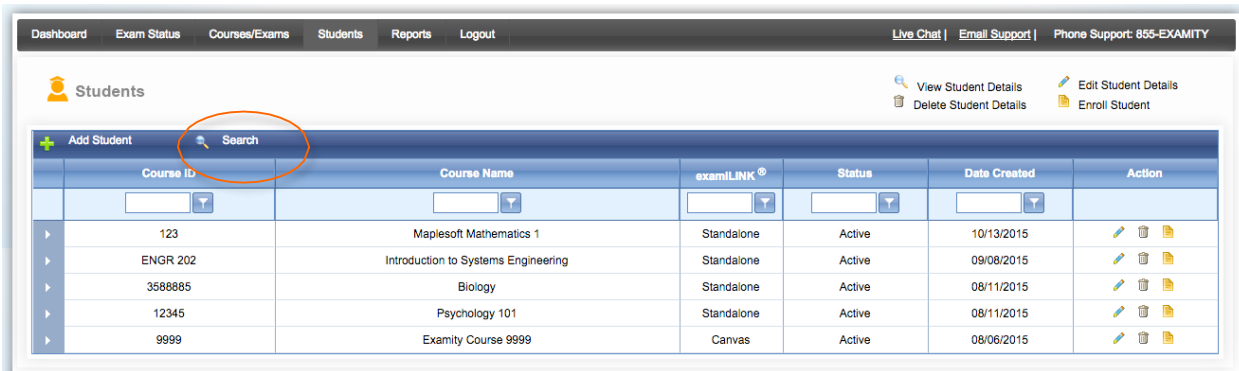 Dashboard Exam Status Courses/Exams Students Reports Logout Live Chat | Email Support | Phone Support: 855-EXAMITY
Students
View Student Details Edit Student Details
Delete Student Details Enroll Student
Add Student Search
Course ID Course Name examiLINK ® Status Date Created Action
123 Maplesoft Mathematics 1 Standalone Active 10/13/2015
ENGR 202 Introduction to Systems Engineering Standalone Active 09/08/2015
3588885 Biology Standalone Active 08/11/2015
12345 Psychology 101 Standalone Active 08/11/2015
9999 Examity Course 9999 Canvas Active 08/06/2015